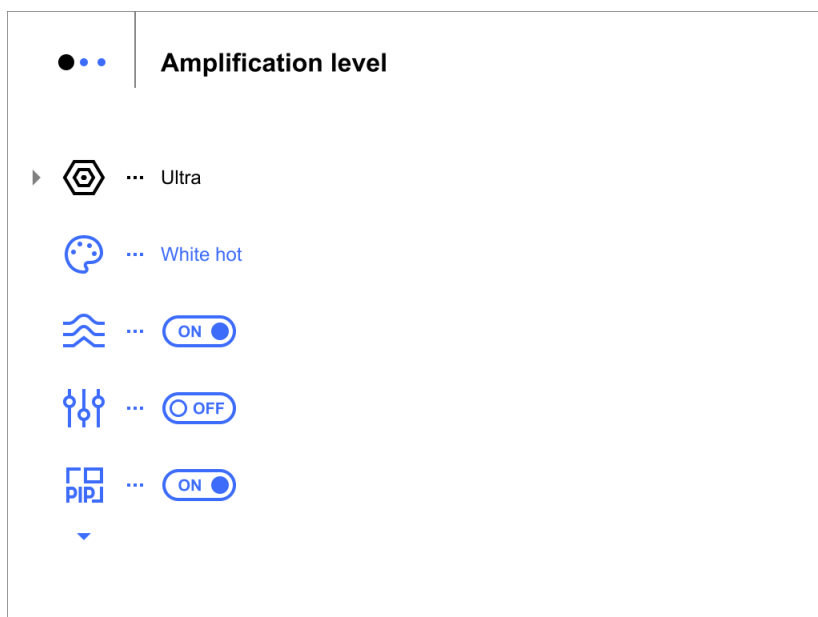 Amplification level
Ultra
White hot
ON
OFF
PIP
ON